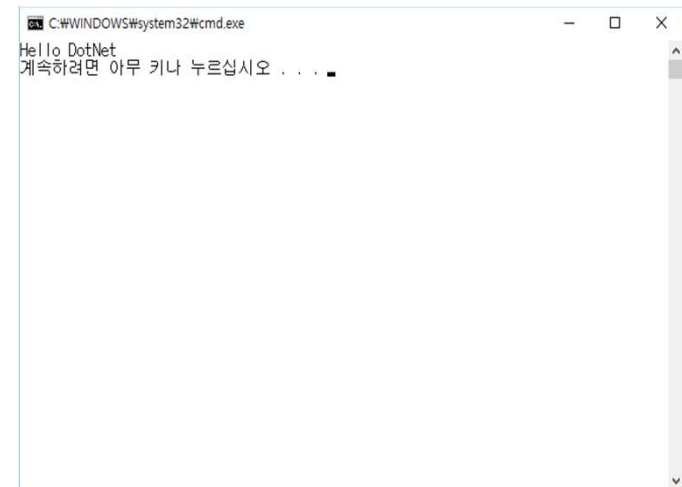 C:₩WINDOWS₩system32₩cmd.exe
Hello DotNet
계속하려면 아무 키나 누르십시오 . . .